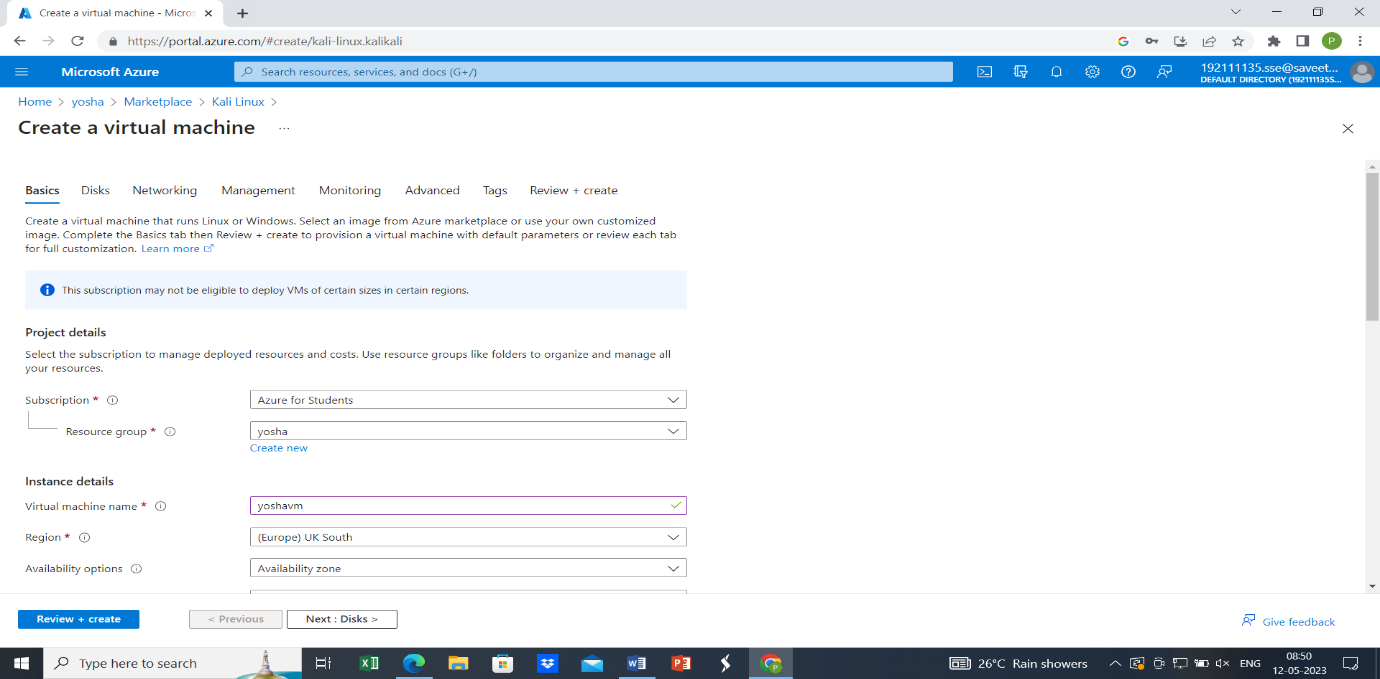 Create a virtual machine - Micros
https://portal.azure.com/#create/kali-linux.kalikali
G
P
Microsoft Azure
Search resources, services, and docs (G+/)
192111135.sse@saveet...
DEFAULT DIRECTORY (192111135S...
Home > yosha > Marketplace > Kali Linux >
Create a virtual machine ...
Basics Disks Networking Management Monitoring Advanced Tags Review + create
Create a virtual machine that runs Linux or Windows. Select an image from Azure marketplace or use your own customized
image. Complete the Basics tab then Review + create to provision a virtual machine with default parameters or review each tab
for full customization. Learn more
This subscription may not be eligible to deploy VMs of certain sizes in certain regions.
Project details
Select the subscription to manage deployed resources and costs. Use resource groups like folders to organize and manage all
your resources.
Subscription * Azure for Students
Resource group * yosha
Create new
Instance details
Virtual machine name * yoshavm
Region * (Europe) UK South
Availability options Availability zone
Review + create < Previous Next : Disks >
Give feedback
Type here to search
26°C Rain showers
ENG
08:50
12-05-2023